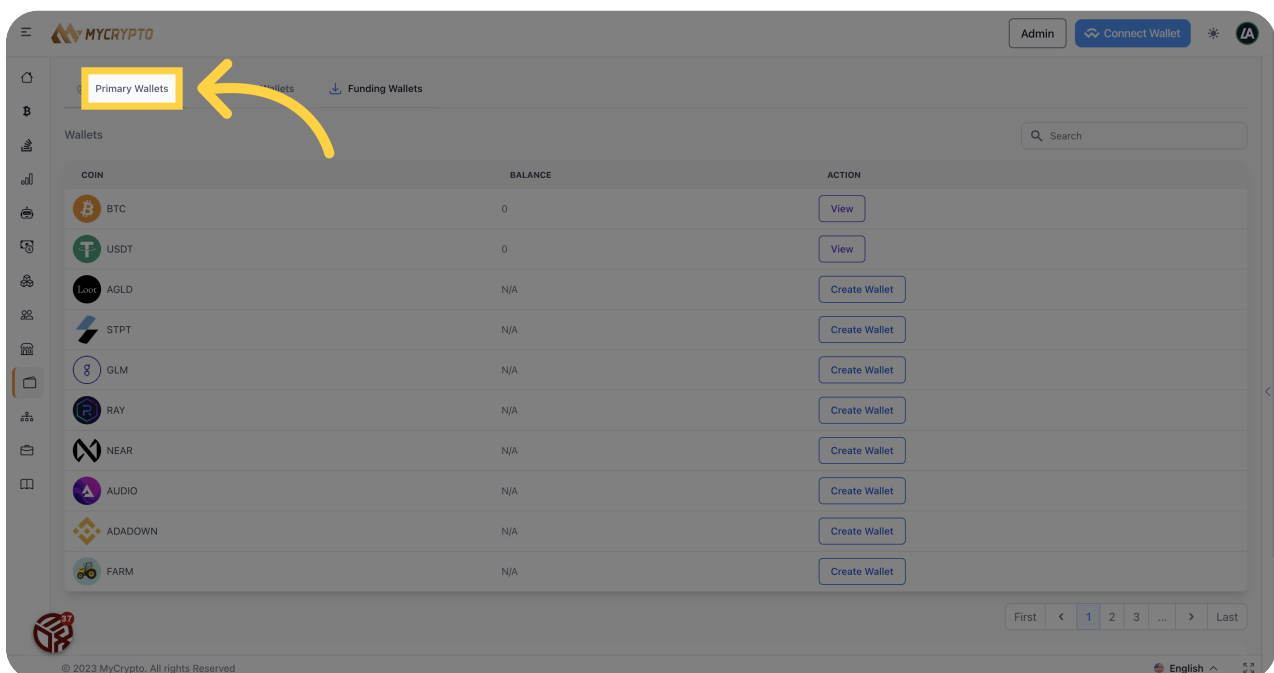 MYCRYPTO
Admin
Connect Wallet
Primary Wallets
Wallets
Funding Wallets
Wallets
Search
COIN BALANCE ACTION
BTC 0 View
USDT 0 View
Loot AGLD N/A Create Wallet
STPT N/A Create Wallet
GLM N/A Create Wallet
RAY N/A Create Wallet
NEAR N/A Create Wallet
AUDIO N/A Create Wallet
ADADOWN N/A Create Wallet
FARM N/A Create Wallet
First 1 2 3 ... Last
37
© 2023 MyCrypto. All rights Reserved
English